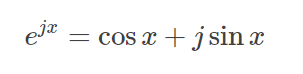 e^{jx} = cos x + j sin x